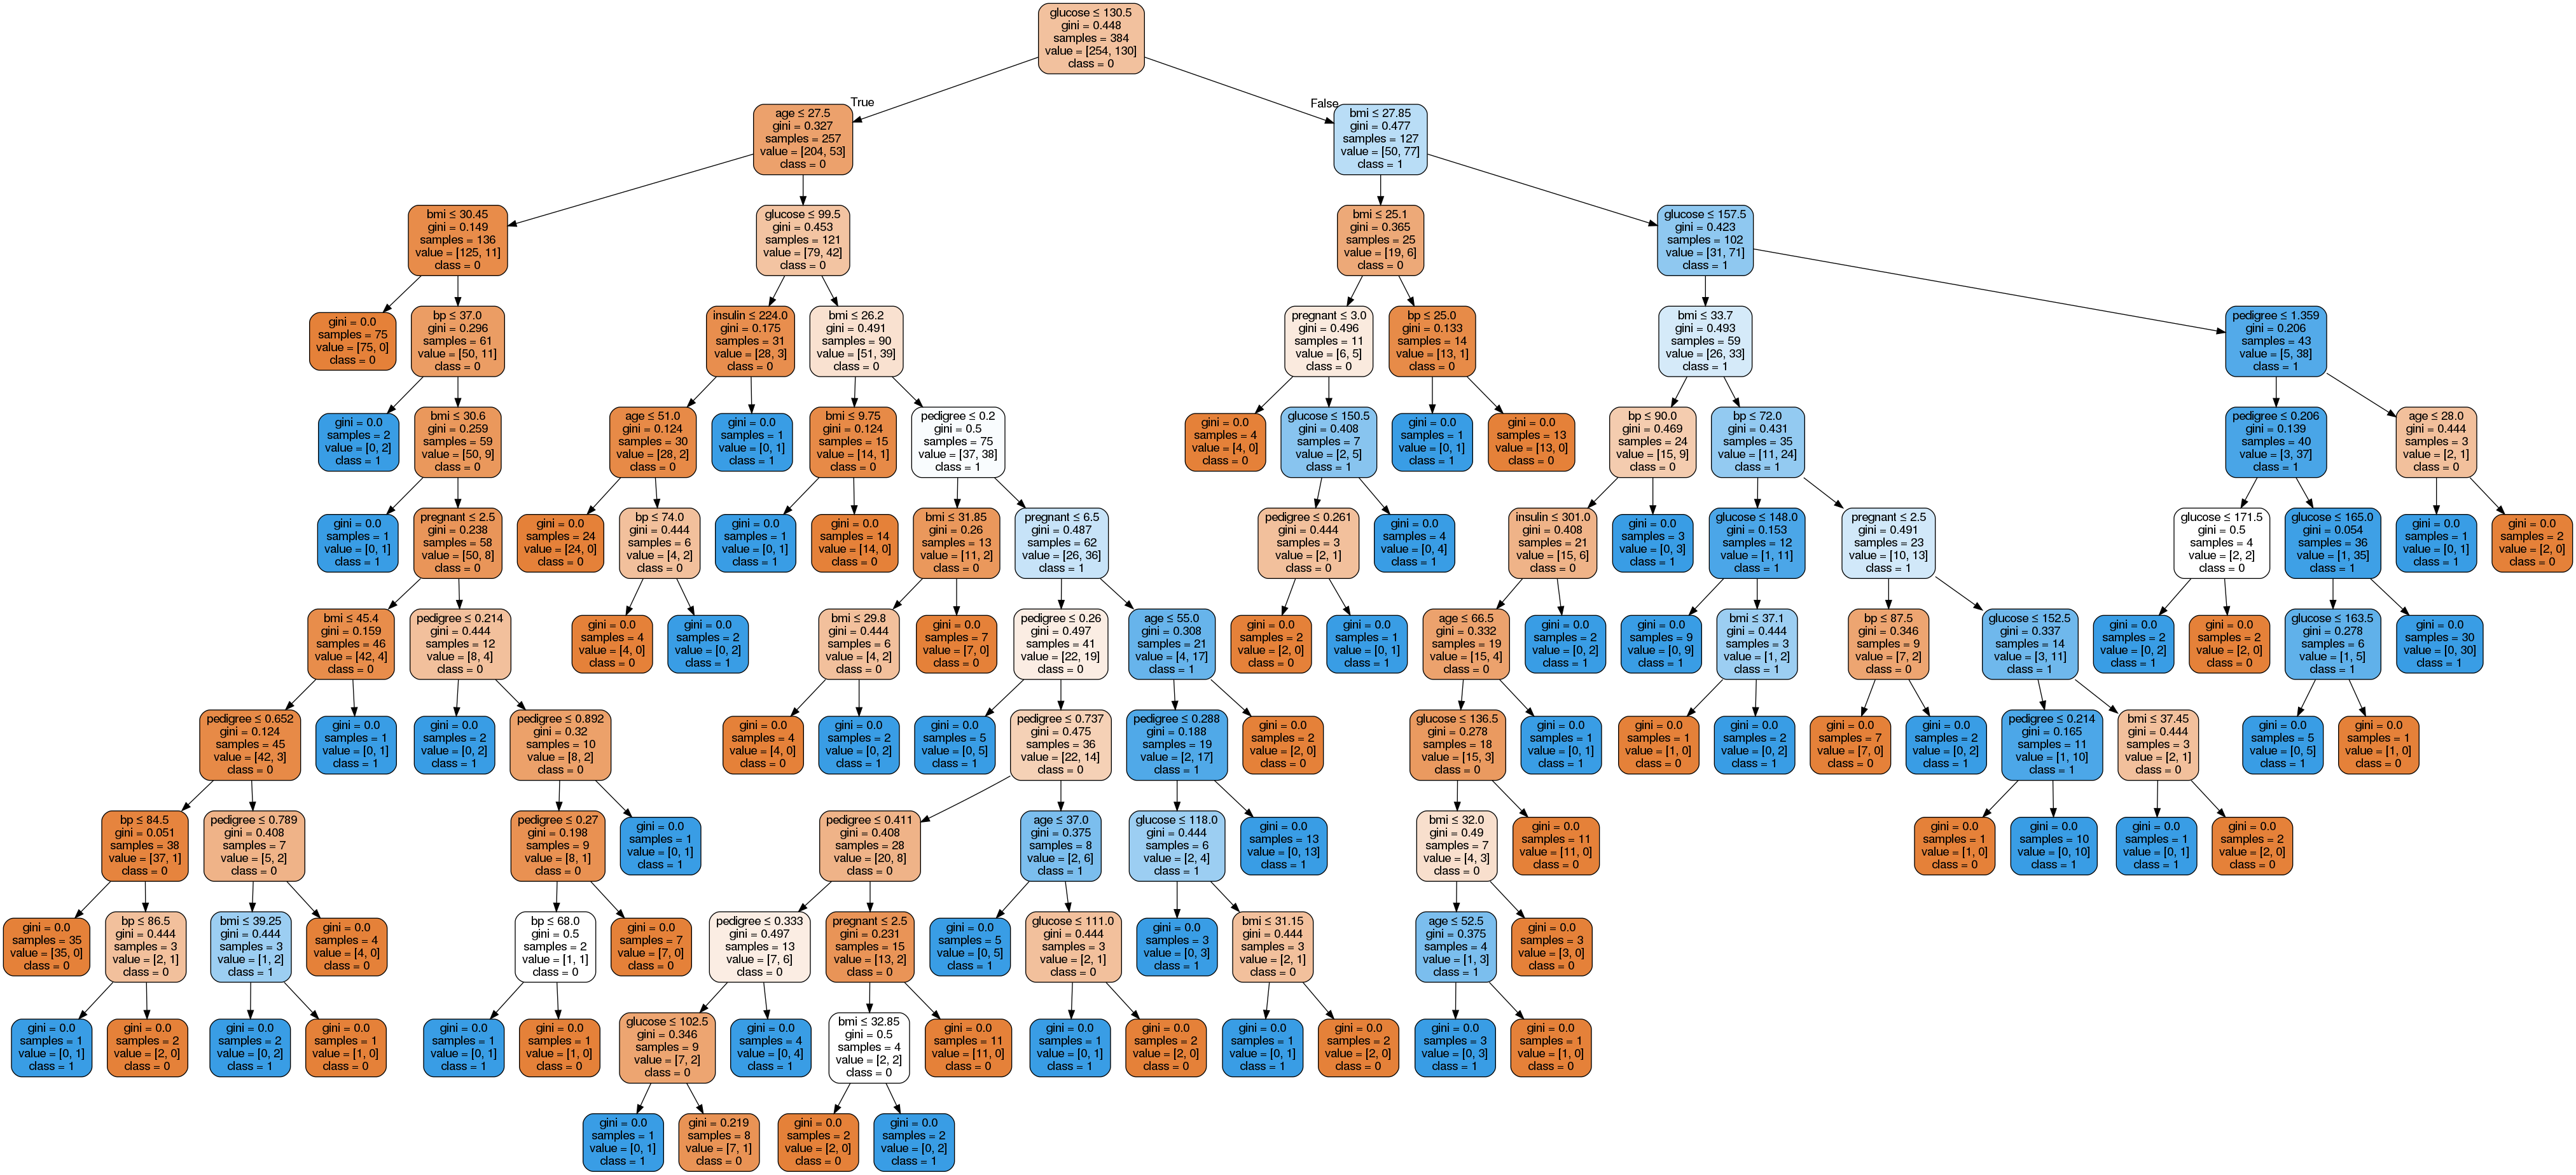 glucose ≤ 130.5
gini = 0.448
samples = 384
value = [254, 130]
class = 0
True
False
age ≤ 27.5
gini = 0.327
samples = 257
value = [204, 53]
class = 0
bmi ≤ 27.85
gini = 0.477
samples = 127
value = [50, 77]
class = 1
bmi ≤ 30.45
gini = 0.149
samples = 136
value = [125, 11]
class = 0
glucose ≤ 99.5
gini = 0.453
samples = 121
value = [79, 42]
class = 0
bmi ≤ 25.1
gini = 0.365
samples = 25
value = [19, 6]
class = 0
glucose ≤ 157.5
gini = 0.423
samples = 102
value = [31, 71]
class = 1
gini = 0.0
samples = 75
value = [75, 0]
class = 0
bp ≤ 37.0
gini = 0.296
samples = 61
value = [50, 11]
class = 0
insulin ≤ 224.0
gini = 0.175
samples = 31
value = [28, 3]
class = 0
bmi ≤ 26.2
gini = 0.491
samples = 90
value = [51, 39]
class = 0
pregnant ≤ 3.0
gini = 0.496
samples = 11
value = [6, 5]
class = 0
bp ≤ 25.0
gini = 0.133
samples = 14
value = [13, 1]
class = 0
bmi ≤ 33.7
gini = 0.493
samples = 59
value = [26, 33]
class = 1
pedigree ≤ 1.359
gini = 0.206
samples = 43
value = [5, 38]
class = 1
gini = 0.0
samples = 2
value = [0, 2]
class = 1
bmi ≤ 30.6
gini = 0.259
samples = 59
value = [50, 9]
class = 0
age ≤ 51.0
gini = 0.124
samples = 30
value = [28, 2]
class = 0
gini = 0.0
samples = 1
value = [0, 1]
class = 1
bmi ≤ 9.75
gini = 0.124
samples = 15
value = [14, 1]
class = 0
pedigree ≤ 0.2
gini = 0.5
samples = 75
value = [37, 38]
class = 1
gini = 0.0
samples = 4
value = [4, 0]
class = 0
glucose ≤ 150.5
gini = 0.408
samples = 7
value = [2, 5]
class = 1
gini = 0.0
samples = 1
value = [0, 1]
class = 1
gini = 0.0
samples = 13
value = [13, 0]
class = 0
bp ≤ 90.0
gini = 0.469
samples = 24
value = [15, 9]
class = 0
bp ≤ 72.0
gini = 0.431
samples = 35
value = [11, 24]
class = 1
pedigree ≤ 0.206
gini = 0.139
samples = 40
value = [3, 37]
class = 1
age ≤ 28.0
gini = 0.444
samples = 3
value = [2, 1]
class = 0
gini = 0.0
samples = 1
value = [0, 1]
class = 1
pregnant ≤ 2.5
gini = 0.238
samples = 58
value = [50, 8]
class = 0
gini = 0.0
samples = 24
value = [24, 0]
class = 0
bp ≤ 74.0
gini = 0.444
samples = 6
value = [4, 2]
class = 0
gini = 0.0
samples = 1
value = [0, 1]
class = 1
gini = 0.0
samples = 14
value = [14, 0]
class = 0
bmi ≤ 31.85
gini = 0.26
samples = 13
value = [11, 2]
class = 0
pregnant ≤ 6.5
gini = 0.487
samples = 62
value = [26, 36]
class = 1
pedigree ≤ 0.261
gini = 0.444
samples = 3
value = [2, 1]
class = 0
gini = 0.0
samples = 4
value = [0, 4]
class = 1
insulin ≤ 301.0
gini = 0.408
samples = 21
value = [15, 6]
class = 0
gini = 0.0
samples = 3
value = [0, 3]
class = 1
glucose ≤ 148.0
gini = 0.153
samples = 12
value = [1, 11]
class = 1
pregnant ≤ 2.5
gini = 0.491
samples = 23
value = [10, 13]
class = 1
glucose ≤ 171.5
gini = 0.5
samples = 4
value = [2, 2]
class = 0
glucose ≤ 165.0
gini = 0.054
samples = 36
value = [1, 35]
class = 1
gini = 0.0
samples = 1
value = [0, 1]
class = 1
gini = 0.0
samples = 2
value = [2, 0]
class = 0
bmi ≤ 45.4
gini = 0.159
samples = 46
value = [42, 4]
class = 0
pedigree ≤ 0.214
gini = 0.444
samples = 12
value = [8, 4]
class = 0
gini = 0.0
samples = 4
value = [4, 0]
class = 0
gini = 0.0
samples = 2
value = [0, 2]
class = 1
bmi ≤ 29.8
gini = 0.444
samples = 6
value = [4, 2]
class = 0
gini = 0.0
samples = 7
value = [7, 0]
class = 0
pedigree ≤ 0.26
gini = 0.497
samples = 41
value = [22, 19]
class = 0
age ≤ 55.0
gini = 0.308
samples = 21
value = [4, 17]
class = 1
gini = 0.0
samples = 2
value = [2, 0]
class = 0
gini = 0.0
samples = 1
value = [0, 1]
class = 1
age ≤ 66.5
gini = 0.332
samples = 19
value = [15, 4]
class = 0
gini = 0.0
samples = 2
value = [0, 2]
class = 1
gini = 0.0
samples = 9
value = [0, 9]
class = 1
bmi ≤ 37.1
gini = 0.444
samples = 3
value = [1, 2]
class = 1
bp ≤ 87.5
gini = 0.346
samples = 9
value = [7, 2]
class = 0
glucose ≤ 152.5
gini = 0.337
samples = 14
value = [3, 11]
class = 1
gini = 0.0
samples = 2
value = [0, 2]
class = 1
gini = 0.0
samples = 2
value = [2, 0]
class = 0
glucose ≤ 163.5
gini = 0.278
samples = 6
value = [1, 5]
class = 1
gini = 0.0
samples = 30
value = [0, 30]
class = 1
pedigree ≤ 0.652
gini = 0.124
samples = 45
value = [42, 3]
class = 0
gini = 0.0
samples = 1
value = [0, 1]
class = 1
gini = 0.0
samples = 2
value = [0, 2]
class = 1
pedigree ≤ 0.892
gini = 0.32
samples = 10
value = [8, 2]
class = 0
gini = 0.0
samples = 4
value = [4, 0]
class = 0
gini = 0.0
samples = 2
value = [0, 2]
class = 1
gini = 0.0
samples = 5
value = [0, 5]
class = 1
pedigree ≤ 0.737
gini = 0.475
samples = 36
value = [22, 14]
class = 0
pedigree ≤ 0.288
gini = 0.188
samples = 19
value = [2, 17]
class = 1
gini = 0.0
samples = 2
value = [2, 0]
class = 0
glucose ≤ 136.5
gini = 0.278
samples = 18
value = [15, 3]
class = 0
gini = 0.0
samples = 1
value = [0, 1]
class = 1
gini = 0.0
samples = 1
value = [1, 0]
class = 0
gini = 0.0
samples = 2
value = [0, 2]
class = 1
gini = 0.0
samples = 7
value = [7, 0]
class = 0
gini = 0.0
samples = 2
value = [0, 2]
class = 1
pedigree ≤ 0.214
gini = 0.165
samples = 11
value = [1, 10]
class = 1
bmi ≤ 37.45
gini = 0.444
samples = 3
value = [2, 1]
class = 0
gini = 0.0
samples = 5
value = [0, 5]
class = 1
gini = 0.0
samples = 1
value = [1, 0]
class = 0
bp ≤ 84.5
gini = 0.051
samples = 38
value = [37, 1]
class = 0
pedigree ≤ 0.789
gini = 0.408
samples = 7
value = [5, 2]
class = 0
pedigree ≤ 0.27
gini = 0.198
samples = 9
value = [8, 1]
class = 0
gini = 0.0
samples = 1
value = [0, 1]
class = 1
pedigree ≤ 0.411
gini = 0.408
samples = 28
value = [20, 8]
class = 0
age ≤ 37.0
gini = 0.375
samples = 8
value = [2, 6]
class = 1
glucose ≤ 118.0
gini = 0.444
samples = 6
value = [2, 4]
class = 1
gini = 0.0
samples = 13
value = [0, 13]
class = 1
bmi ≤ 32.0
gini = 0.49
samples = 7
value = [4, 3]
class = 0
gini = 0.0
samples = 11
value = [11, 0]
class = 0
gini = 0.0
samples = 1
value = [1, 0]
class = 0
gini = 0.0
samples = 10
value = [0, 10]
class = 1
gini = 0.0
samples = 1
value = [0, 1]
class = 1
gini = 0.0
samples = 2
value = [2, 0]
class = 0
gini = 0.0
samples = 35
value = [35, 0]
class = 0
bp ≤ 86.5
gini = 0.444
samples = 3
value = [2, 1]
class = 0
bmi ≤ 39.25
gini = 0.444
samples = 3
value = [1, 2]
class = 1
gini = 0.0
samples = 4
value = [4, 0]
class = 0
bp ≤ 68.0
gini = 0.5
samples = 2
value = [1, 1]
class = 0
gini = 0.0
samples = 7
value = [7, 0]
class = 0
pedigree ≤ 0.333
gini = 0.497
samples = 13
value = [7, 6]
class = 0
pregnant ≤ 2.5
gini = 0.231
samples = 15
value = [13, 2]
class = 0
gini = 0.0
samples = 5
value = [0, 5]
class = 1
glucose ≤ 111.0
gini = 0.444
samples = 3
value = [2, 1]
class = 0
gini = 0.0
samples = 3
value = [0, 3]
class = 1
bmi ≤ 31.15
gini = 0.444
samples = 3
value = [2, 1]
class = 0
age ≤ 52.5
gini = 0.375
samples = 4
value = [1, 3]
class = 1
gini = 0.0
samples = 3
value = [3, 0]
class = 0
gini = 0.0
samples = 1
value = [0, 1]
class = 1
gini = 0.0
samples = 2
value = [2, 0]
class = 0
gini = 0.0
samples = 2
value = [0, 2]
class = 1
gini = 0.0
samples = 1
value = [1, 0]
class = 0
gini = 0.0
samples = 1
value = [0, 1]
class = 1
gini = 0.0
samples = 1
value = [1, 0]
class = 0
glucose ≤ 102.5
gini = 0.346
samples = 9
value = [7, 2]
class = 0
gini = 0.0
samples = 4
value = [0, 4]
class = 1
bmi ≤ 32.85
gini = 0.5
samples = 4
value = [2, 2]
class = 0
gini = 0.0
samples = 11
value = [11, 0]
class = 0
gini = 0.0
samples = 1
value = [0, 1]
class = 1
gini = 0.0
samples = 2
value = [2, 0]
class = 0
gini = 0.0
samples = 1
value = [0, 1]
class = 1
gini = 0.0
samples = 2
value = [2, 0]
class = 0
gini = 0.0
samples = 3
value = [0, 3]
class = 1
gini = 0.0
samples = 1
value = [1, 0]
class = 0
gini = 0.0
samples = 1
value = [0, 1]
class = 1
gini = 0.219
samples = 8
value = [7, 1]
class = 0
gini = 0.0
samples = 2
value = [2, 0]
class = 0
gini = 0.0
samples = 2
value = [0, 2]
class = 1